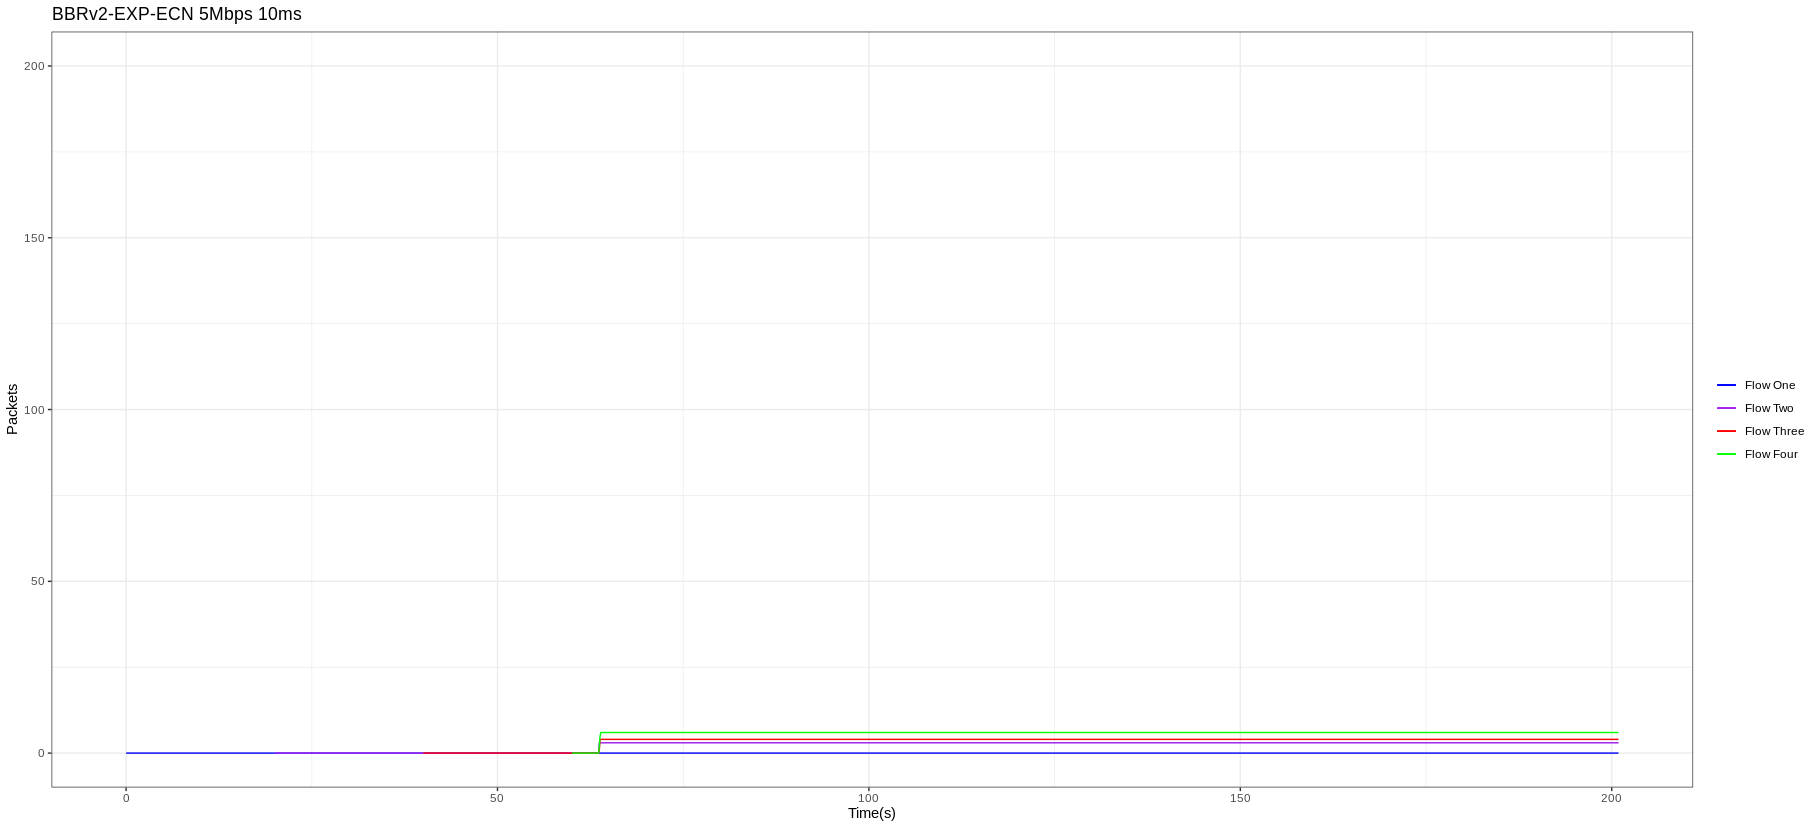 BBRv2-EXP-ECN 5Mbps 10ms
200
150
100
50
0
Packets
0 50 100 150 200
Time(s)
Flow One
Flow Two
Flow Three
Flow Four